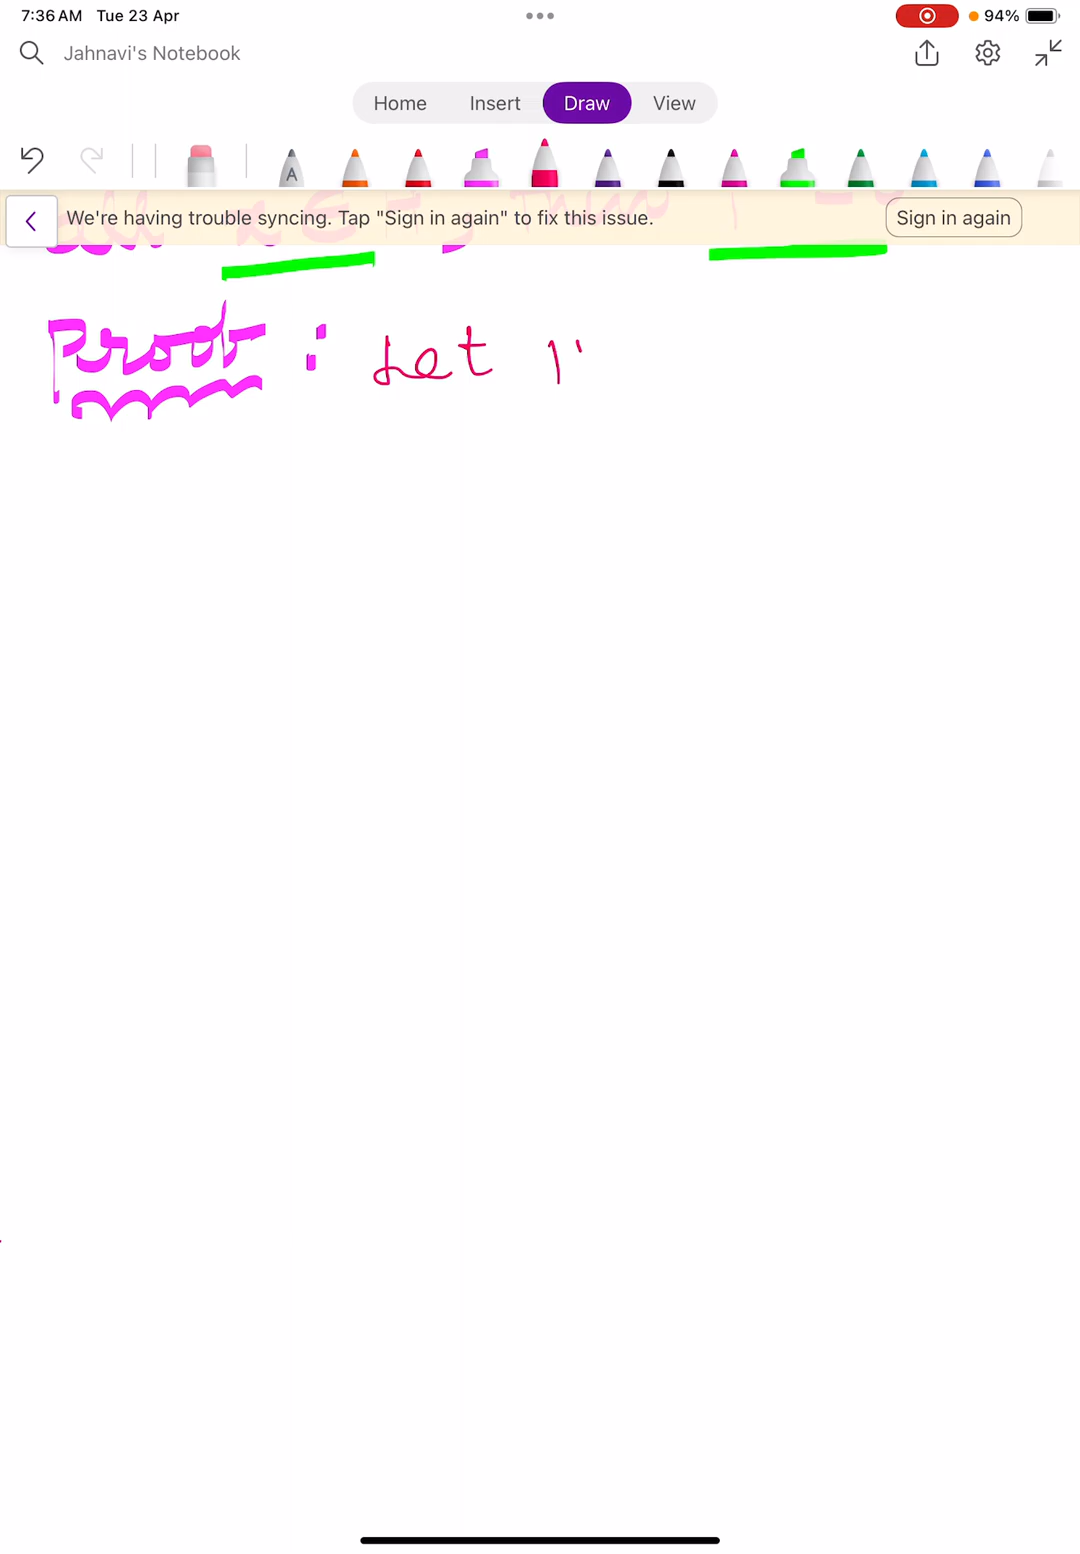 7:36 AM Tue 23 Apr
94%
Jahnavi's Notebook
Home Insert Draw View
A
We're having trouble syncing. Tap "Sign in again" to fix this issue.
Sign in again
Proof : Let